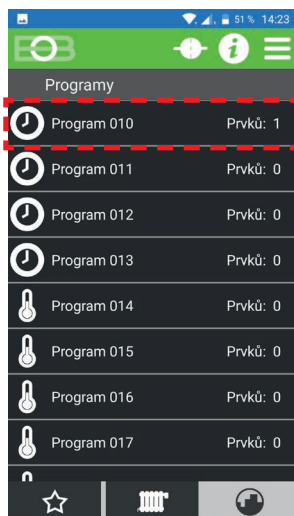 51 % 14:23
EOB
i
Programy
Program 010 Prvků: 1
Program 011 Prvků: 0
Program 012 Prvků: 0
Program 013 Prvků: 0
Program 014 Prvků: 0
Program 015 Prvků: 0
Program 016 Prvků: 0
Program 017 Prvků: 0